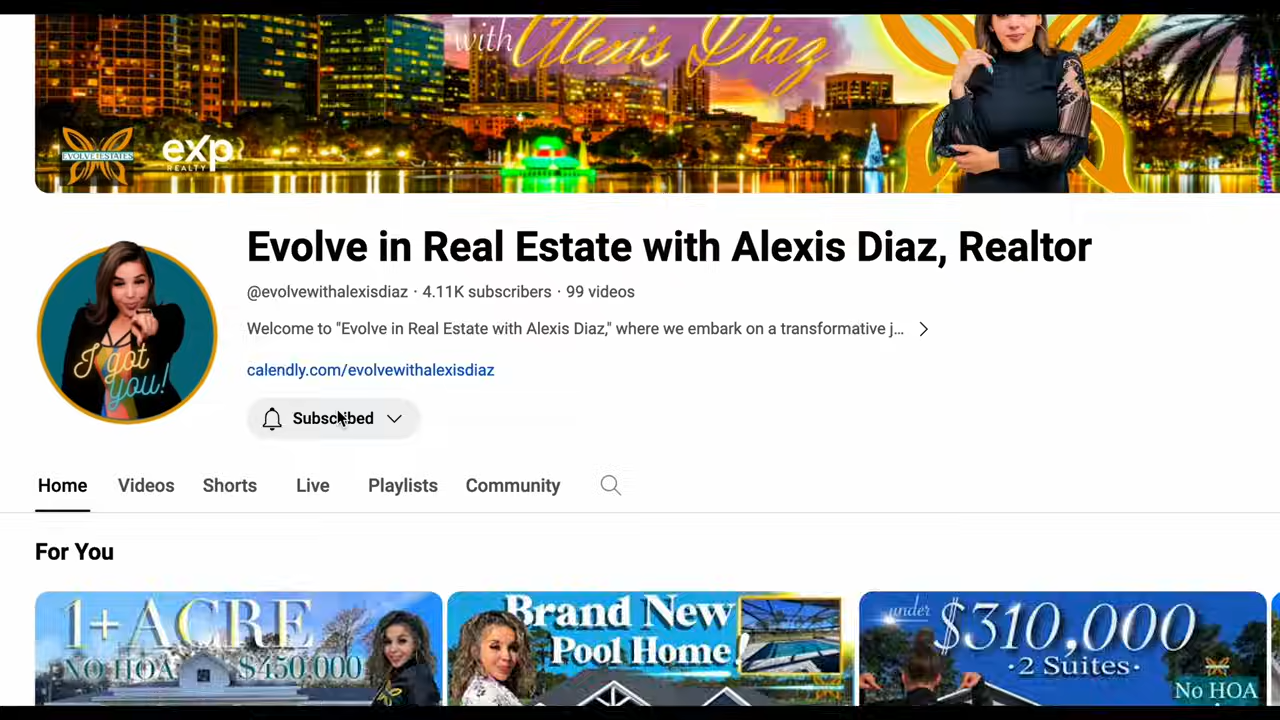 with Alexis Diaz
EVOLVE ESTATES
exp
REALTY
Evolve in Real Estate with Alexis Diaz, Realtor
@evolvewithalexisdiaz · 4.11K subscribers · 99 videos
Welcome to "Evolve in Real Estate with Alexis Diaz," where we embark on a transformative j...
I got
you!
calendly.com/evolvewithalexisdiaz
Subscribed
Home Videos Shorts Live Playlists Community
For You
1+ ACRE
NO HOA $450,000
Brand New
Pool Home!
under $310,000
•2 Suites•
No HOA